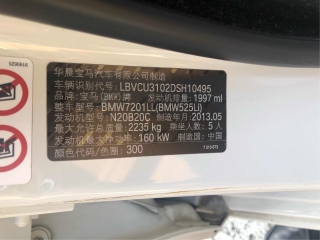 华晨宝马汽车有限公司制造
车辆识别代号: LBVCU3102DSH10495
品牌: 宝马(BMW)牌 发动机排量: 1997 ml
整车型号: BMW7201LL(BMW525Li)
发动机型号: N20B20C 制造年月: 2013.05
最大允许总质量: 2235 kg 乘坐人数: 5 人
发动机最大净功率: 160 kW 制造国: 中国
颜色代码/色圈: 300